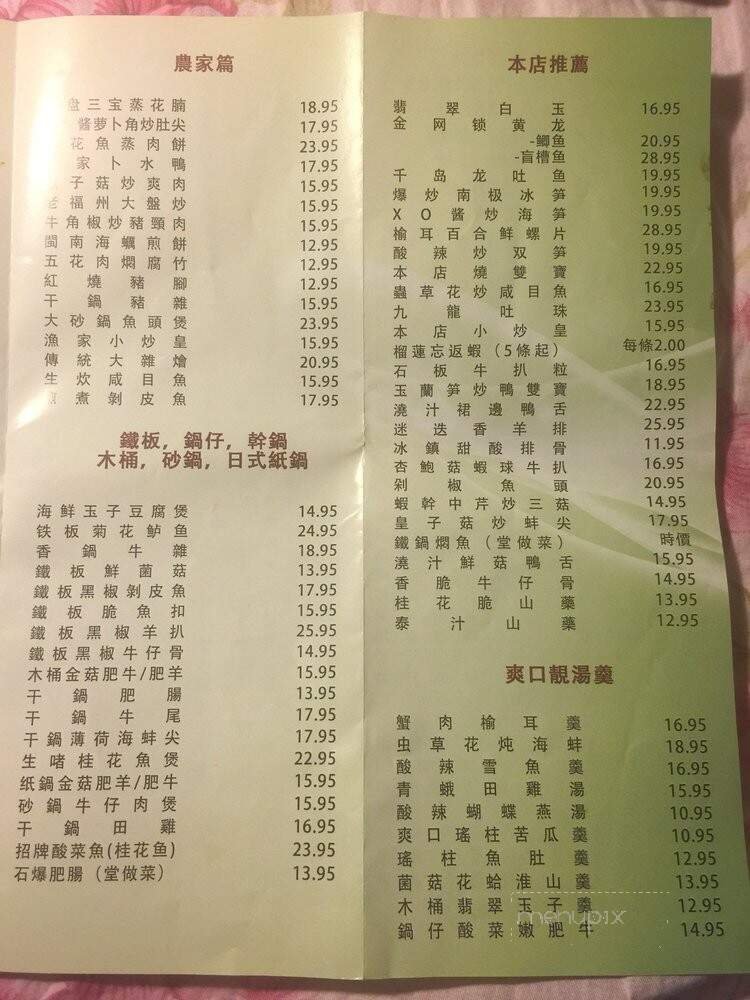 農家篇
盘三宝蒸花腩 18.95
酱萝卜角炒肚尖 17.95
花魚蒸肉餅 23.95
家卜水鴨 17.95
子菇炒爽肉 15.95
老福州大盤炒 15.95
牛角椒炒豬頸肉 15.95
閩南海蠣煎餅 12.95
五花肉燜腐竹 12.95
紅燒豬腳 12.95
干鍋豬雜 15.95
大砂鍋魚頭煲 23.95
漁家小炒皇 15.95
傳統大雜燴 20.95
生炊咸目魚 15.95
煮剝皮魚 17.95
鐵板, 鍋仔, 幹鍋
木桶, 砂鍋, 日式紙鍋
海鮮玉子豆腐煲 14.95
铁板菊花鲈鱼 24.95
香鍋牛雜 18.95
鐵板鮮菌菇 13.95
鐵板黑椒剝皮魚 17.95
鐵板脆魚扣 15.95
鐵板黑椒羊扒 25.95
鐵板黑椒牛仔骨 14.95
木桶金菇肥牛/肥羊 15.95
干鍋肥腸 13.95
干鍋牛尾 17.95
干鍋薄荷海蚌尖 17.95
生啫桂花魚煲 22.95
纸鍋金菇肥羊/肥牛 15.95
砂鍋牛仔肉煲 15.95
干鍋田雞 16.95
招牌酸菜魚(桂花鱼) 23.95
石爆肥腸 (堂做菜) 13.95
本店推薦
翡翠白玉 16.95
金网锁黄龙
-鲫鱼 20.95
-盲槽鱼 28.95
千岛龙吐鱼 19.95
爆炒南极冰笋 19.95
XO酱炒海笋 19.95
榆耳百合鲜螺片 28.95
酸辣炒双笋 19.95
本店燒雙寶 22.95
蟲草花炒咸目魚 16.95
九龍吐珠 23.95
本店小炒皇 15.95
榴蓮忘返蝦 (5條起) 每條2.00
石板牛扒粒 16.95
玉蘭笋炒鴨雙寶 18.95
澆汁裙邊鴨舌 22.95
迷迭香羊排 25.95
冰鎮甜酸排骨 11.95
杏鮑菇蝦球牛扒 16.95
剁椒魚頭 20.95
蝦幹中芹炒三菇 14.95
皇子菇炒蚌尖 17.95
鐵鍋燜魚 (堂做菜) 時價
澆汁鮮菇鴨舌 15.95
香脆牛仔骨 14.95
桂花脆山藥 13.95
泰汁山藥 12.95
爽口靚湯羹
蟹肉榆耳羹 16.95
虫草花炖海蚌 18.95
酸辣雪魚羹 16.95
青蛾田雞湯 15.95
酸辣蝴蝶燕湯 10.95
爽口瑤柱苦瓜羹 10.95
瑤柱魚肚羹 12.95
菌菇花蛤淮山羹 13.95
木桶翡翠玉子羹 12.95
鍋仔酸菜嫩肥牛 14.95
menupix